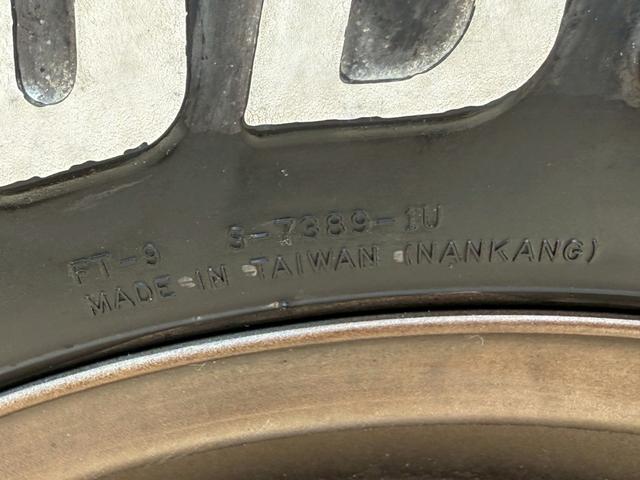 FT-9 S-7389-1U
MADE IN TAIWAN (NANKANG)